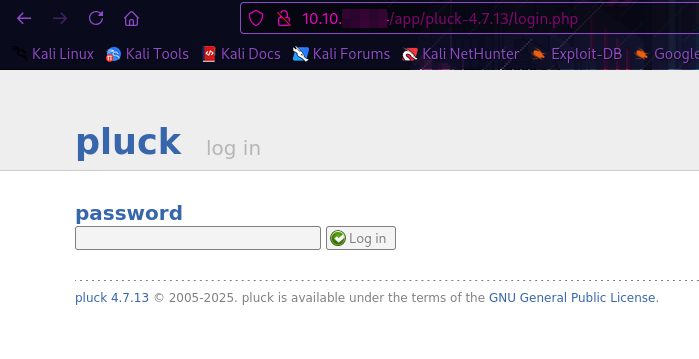 10.10. /app/pluck-4.7.13/login.php
Kali Linux Kali Tools Kali Docs Kali Forums Kali NetHunter Exploit-DB Google
pluck log in
password
Log in
pluck 4.7.13 © 2005-2025. pluck is available under the terms of the GNU General Public License.